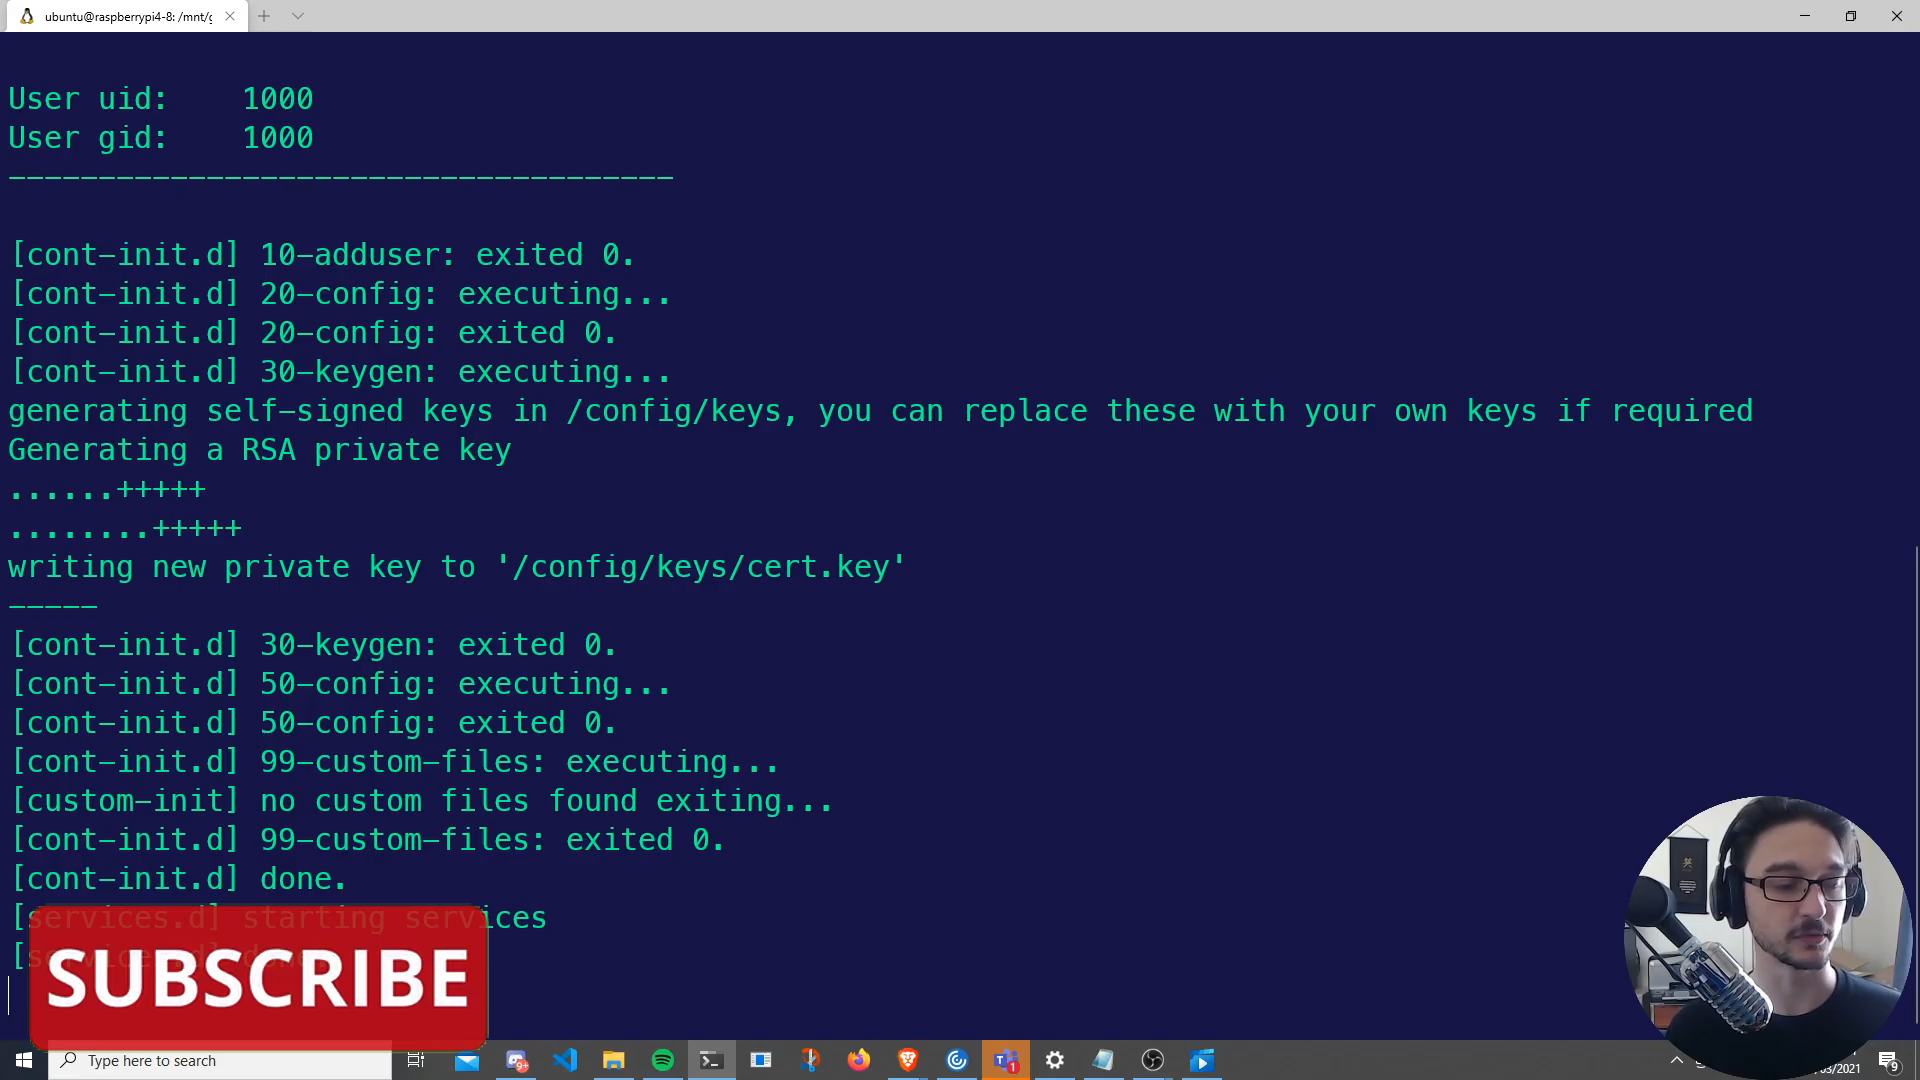 ubuntu@raspberrypi4-8: /mnt/g
User uid:    1000
User gid:    1000
-------------------------------------
[cont-init.d] 10-adduser: exited 0.
[cont-init.d] 20-config: executing...
[cont-init.d] 20-config: exited 0.
[cont-init.d] 30-keygen: executing...
generating self-signed keys in /config/keys, you can replace these with your own keys if required
Generating a RSA private key
......+++++
........+++++
writing new private key to '/config/keys/cert.key'
-----
[cont-init.d] 30-keygen: exited 0.
[cont-init.d] 50-config: executing...
[cont-init.d] 50-config: exited 0.
[cont-init.d] 99-custom-files: executing...
[custom-init] no custom files found exiting...
[cont-init.d] 99-custom-files: exited 0.
[cont-init.d] done.
[services.d] starting services
SUBSCRIBE
Type here to search
9+
1
03/2021
9